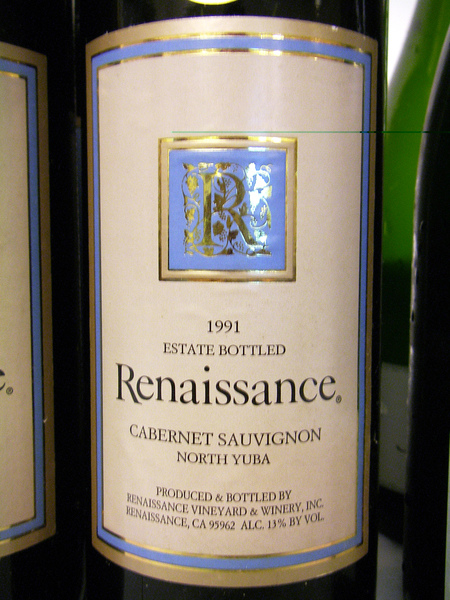 R
1991
ESTATE BOTTLED
Renaissance®
CABERNET SAUVIGNON
NORTH YUBA
PRODUCED & BOTTLED BY
RENAISSANCE VINEYARD & WINERY, INC.
RENAISSANCE, CA 95962 ALC. 13% BY VOL.
e®